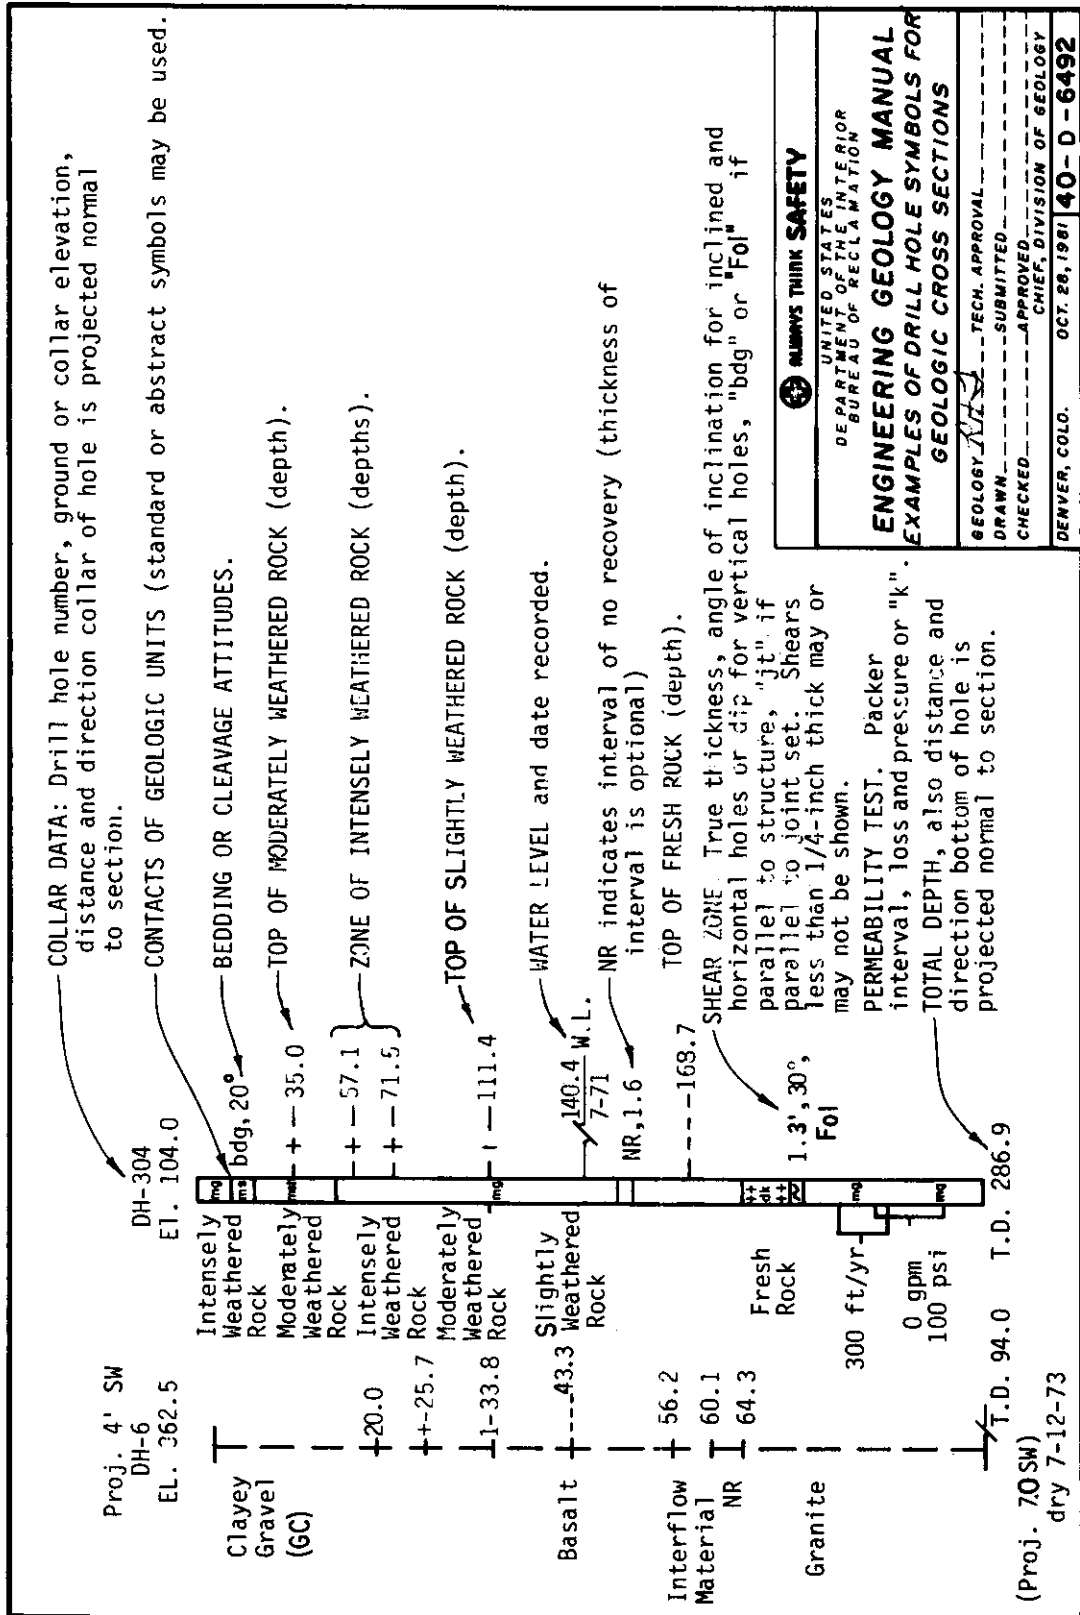 Proj. 4' SW
DH-6
EL. 362.5
Clayey
Gravel
(GC)
20.0
+-25.7
1-33.8
Basalt
----43.3
56.2
Interflow
Material
60.1
NR
64.3
Granite
T.D. 94.0
(Proj. 7.0 SW)
dry 7-12-73
DH-304
El. 104.0
Intensely
Weathered
Rock
Moderately
Weathered
Rock
Intensely
Weathered
Rock
Moderately
Weathered
Rock
Slightly
Weathered
Rock
Fresh
Rock
300 ft/yr
0 gpm
100 psi
mg
ms
mg
++
dk
++
mg
mg
bdg, 20°
+ -- 35.0
+ -- 57.1
+ -- 71.5
ı -- 111.4
140.4 W.L.
7-71
NR,1.6
----168.7
1.3', 30°,
Fol
T.D. 286.9
COLLAR DATA: Drill hole number, ground or collar elevation,
distance and direction collar of hole is projected normal
to section.
CONTACTS OF GEOLOGIC UNITS (standard or abstract symbols may be used.
BEDDING OR CLEAVAGE ATTITUDES.
TOP OF MODERATELY WEATHERED ROCK (depth).
ZONE OF INTENSELY WEATHERED ROCK (depths).
TOP OF SLIGHTLY WEATHERED ROCK (depth).
WATER LEVEL and date recorded.
NR indicates interval of no recovery (thickness of
interval is optional)
TOP OF FRESH ROCK (depth).
SHEAR ZONE. True thickness, angle of inclination for inclined and
horizontal holes or dip for vertical holes, "bdg" or "Fol" if
parallel to structure, "jt" if
parallel to joint set. Shears
less than 1/4-inch thick may or
may not be shown.
PERMEABILITY TEST. Packer
interval, loss and pressure or "k".
TOTAL DEPTH, also distance and
direction bottom of hole is
projected normal to section.
ALWAYS THINK SAFETY
UNITED STATES
DEPARTMENT OF THE INTERIOR
BUREAU OF RECLAMATION
ENGINEERING GEOLOGY MANUAL
EXAMPLES OF DRILL HOLE SYMBOLS FOR
GEOLOGIC CROSS SECTIONS
GEOLOGY TECH. APPROVAL
DRAWN SUBMITTED
CHECKED APPROVED
CHIEF, DIVISION OF GEOLOGY
DENVER, COLO. OCT. 28, 1981 40-D-6492